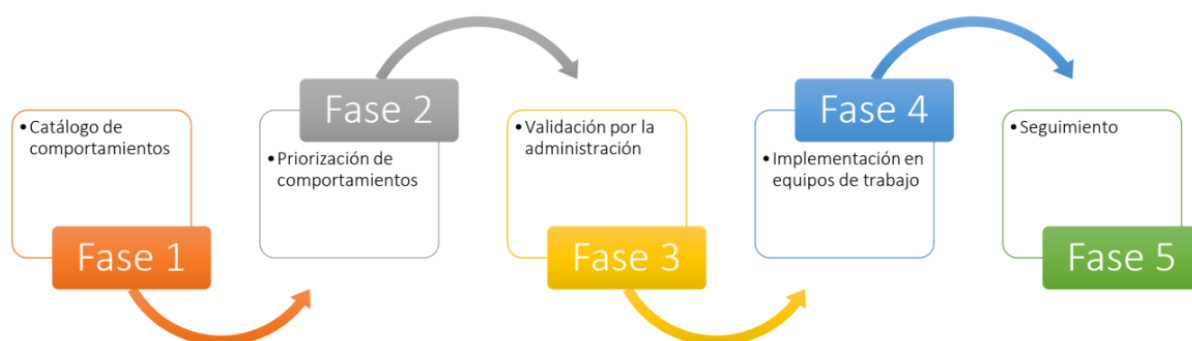 • Catálogo de
comportamientos
Fase 1
Fase 2
• Priorización de
comportamientos
• Validación por la
administración
Fase 3
Fase 4
• Implementación en
equipos de trabajo
• Seguimiento
Fase 5